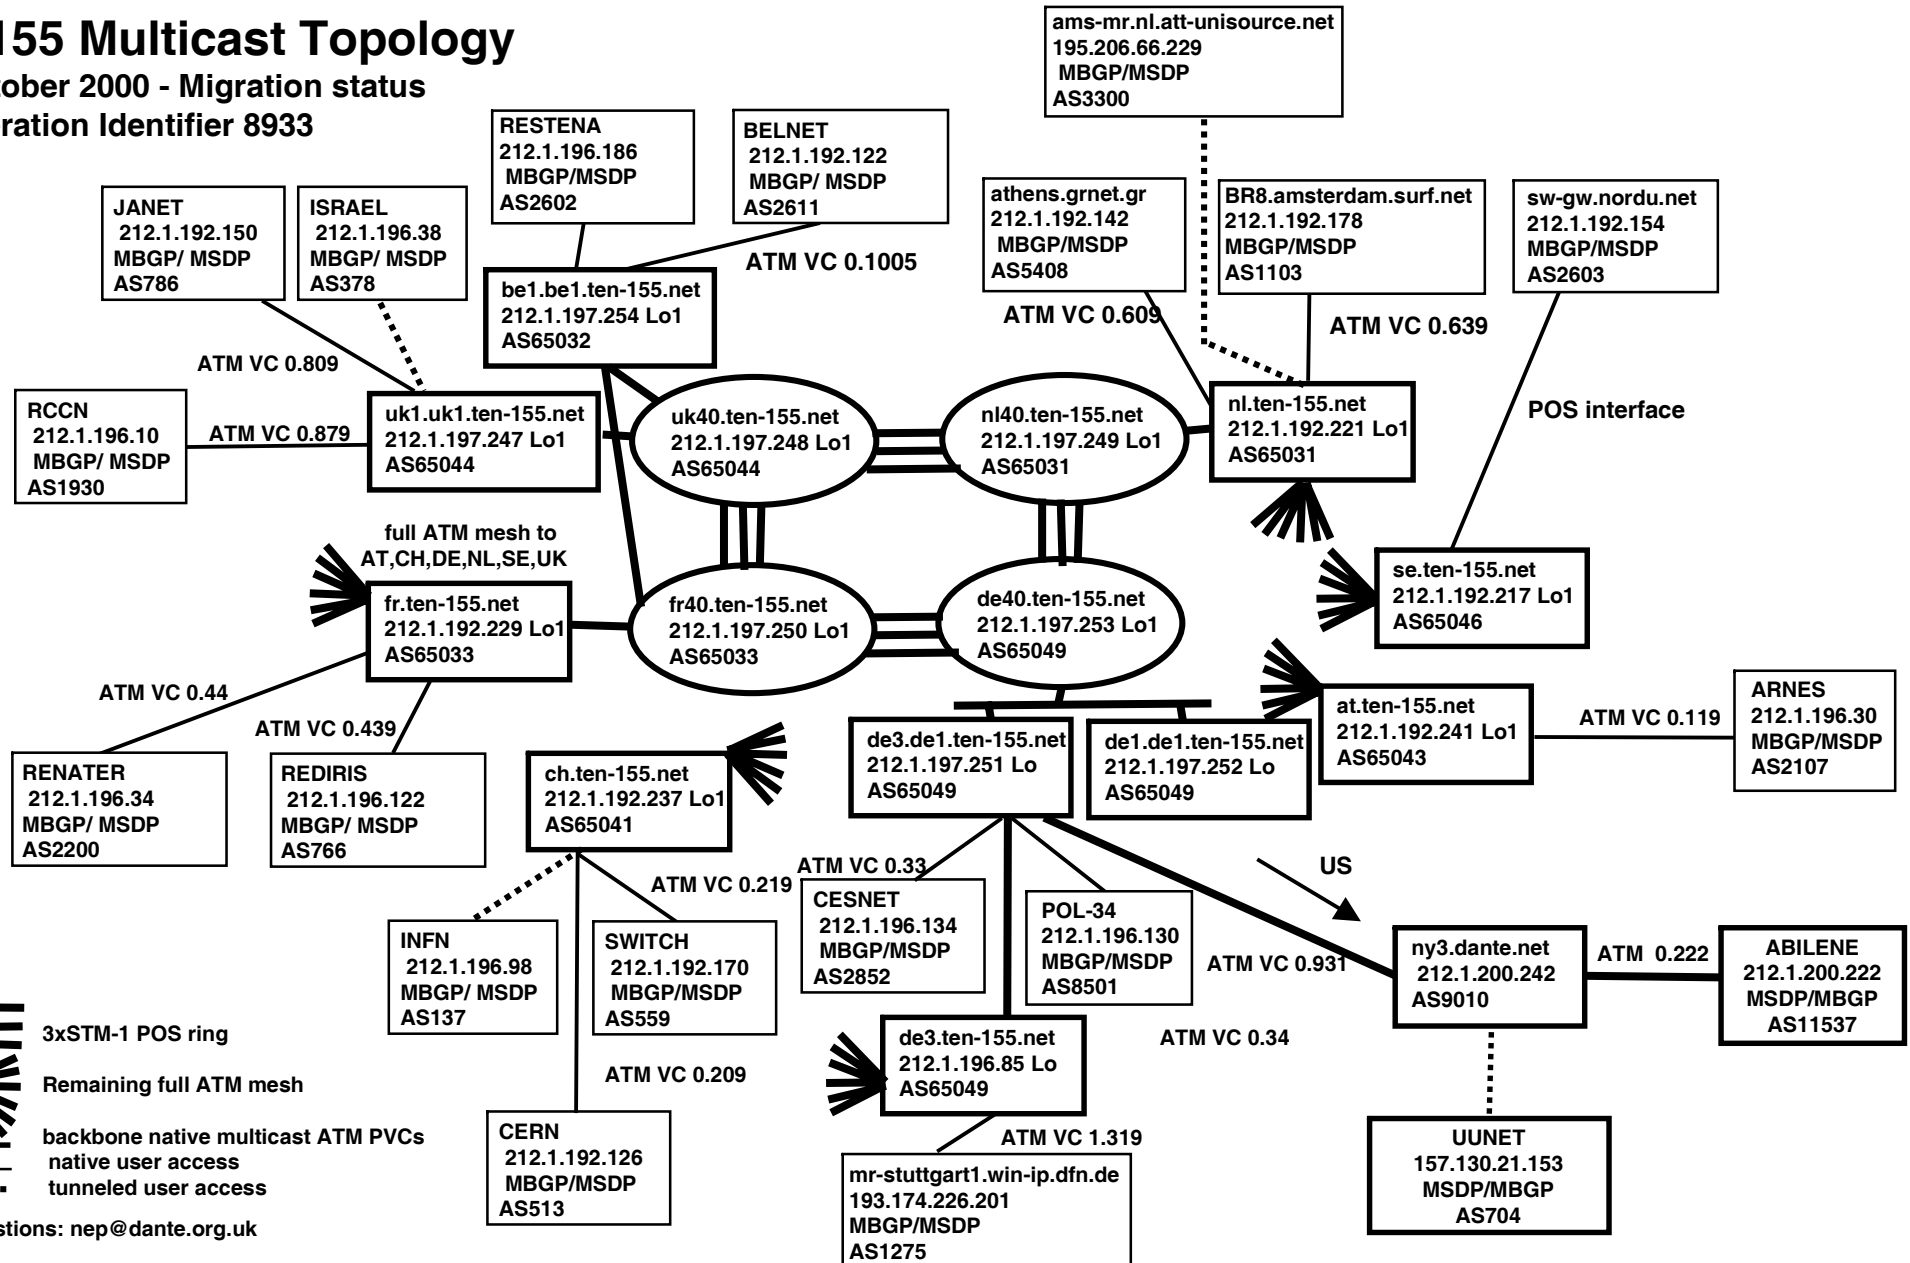 155 Multicast Topology
tober 2000 - Migration status
ration Identifier 8933
ams-mr.nl.att-unisource.net
195.206.66.229
MBGP/MSDP
AS3300
RESTENA
212.1.196.186
MBGP/MSDP
AS2602
BELNET
212.1.192.122
MBGP/ MSDP
AS2611
JANET
212.1.192.150
MBGP/ MSDP
AS786
ISRAEL
212.1.196.38
MBGP/ MSDP
AS378
athens.grnet.gr
212.1.192.142
MBGP/MSDP
AS5408
BR8.amsterdam.surf.net
212.1.192.178
MBGP/MSDP
AS1103
sw-gw.nordu.net
212.1.192.154
MBGP/MSDP
AS2603
ATM VC 0.1005
be1.be1.ten-155.net
212.1.197.254 Lo1
AS65032
ATM VC 0.609
ATM VC 0.639
ATM VC 0.809
RCCN
212.1.196.10
MBGP/ MSDP
AS1930
ATM VC 0.879
uk1.uk1.ten-155.net
212.1.197.247 Lo1
AS65044
uk40.ten-155.net
212.1.197.248 Lo1
AS65044
nl40.ten-155.net
212.1.197.249 Lo1
AS65031
nl.ten-155.net
212.1.192.221 Lo1
AS65031
POS interface
full ATM mesh to
AT,CH,DE,NL,SE,UK
fr.ten-155.net
212.1.192.229 Lo1
AS65033
fr40.ten-155.net
212.1.197.250 Lo1
AS65033
de40.ten-155.net
212.1.197.253 Lo1
AS65049
se.ten-155.net
212.1.192.217 Lo1
AS65046
ATM VC 0.44
ATM VC 0.439
RENATER
212.1.196.34
MBGP/ MSDP
AS2200
REDIRIS
212.1.196.122
MBGP/ MSDP
AS766
ch.ten-155.net
212.1.192.237 Lo1
AS65041
de3.de1.ten-155.net
212.1.197.251 Lo
AS65049
de1.de1.ten-155.net
212.1.197.252 Lo
AS65049
at.ten-155.net
212.1.192.241 Lo1
AS65043
ATM VC 0.119
ARNES
212.1.196.30
MBGP/MSDP
AS2107
ATM VC 0.219
ATM VC 0.33
US
INFN
212.1.196.98
MBGP/ MSDP
AS137
SWITCH
212.1.192.170
MBGP/MSDP
AS559
CESNET
212.1.196.134
MBGP/MSDP
AS2852
POL-34
212.1.196.130
MBGP/MSDP
AS8501
ATM VC 0.931
ny3.dante.net
212.1.200.242
AS9010
ATM 0.222
ABILENE
212.1.200.222
MSDP/MBGP
AS11537
3xSTM-1 POS ring
Remaining full ATM mesh
backbone native multicast ATM PVCs
native user access
tunneled user access
stions: nep@dante.org.uk
ATM VC 0.209
CERN
212.1.192.126
MBGP/MSDP
AS513
de3.ten-155.net
212.1.196.85 Lo
AS65049
ATM VC 0.34
ATM VC 1.319
mr-stuttgart1.win-ip.dfn.de
193.174.226.201
MBGP/MSDP
AS1275
UUNET
157.130.21.153
MSDP/MBGP
AS704